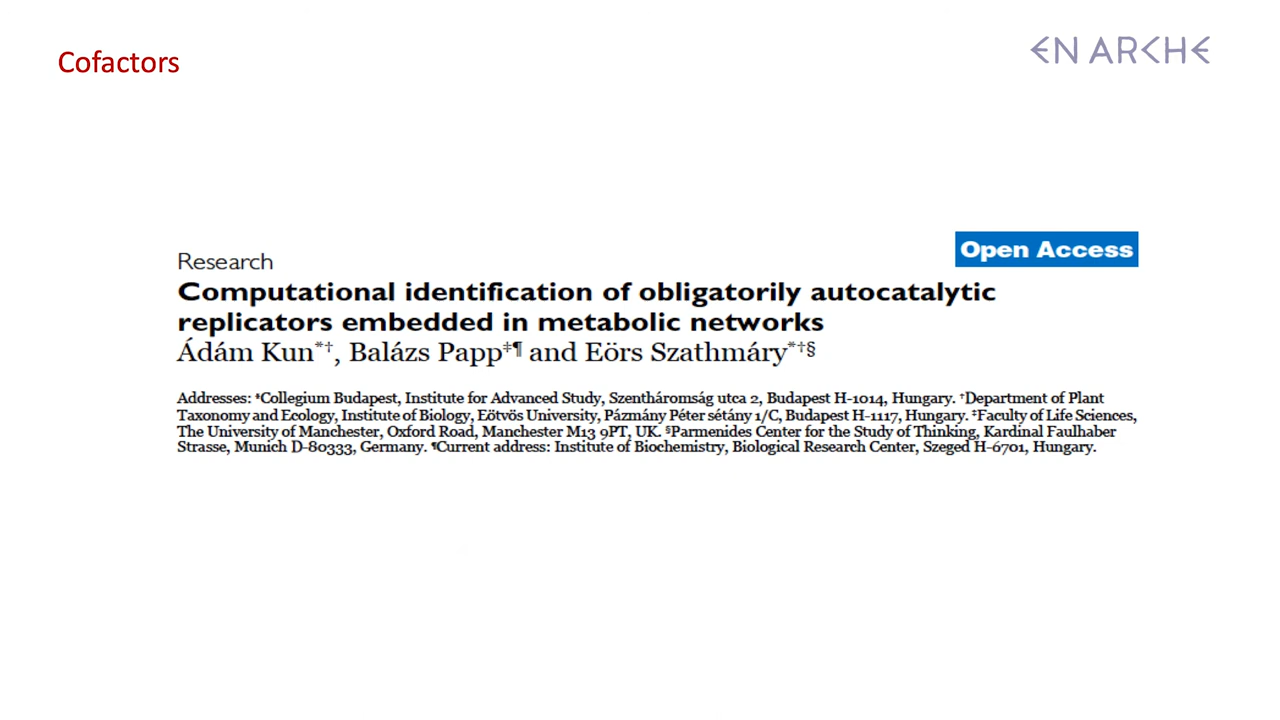 Cofactors
EN ARCHE
Open Access
Research
Computational identification of obligatorily autocatalytic
replicators embedded in metabolic networks
Ádám Kun*†, Balázs Papp‡¶ and Eörs Szathmáry*†§
Addresses: *Collegium Budapest, Institute for Advanced Study, Szentháromság utca 2, Budapest H-1014, Hungary. †Department of Plant
Taxonomy and Ecology, Institute of Biology, Eötvös University, Pázmány Péter sétány 1/C, Budapest H-1117, Hungary. ‡Faculty of Life Sciences,
The University of Manchester, Oxford Road, Manchester M13 9PT, UK. §Parmenides Center for the Study of Thinking, Kardinal Faulhaber
Strasse, Munich D-80333, Germany. ¶Current address: Institute of Biochemistry, Biological Research Center, Szeged H-6701, Hungary.